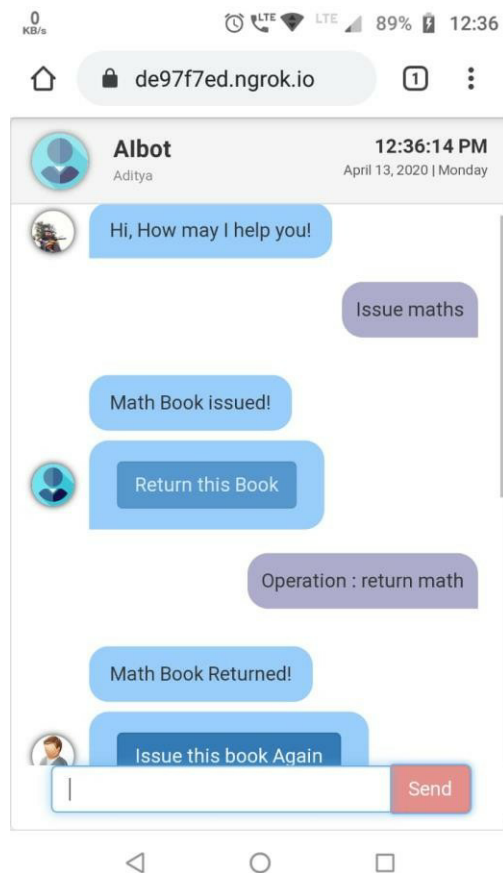 0
KB/s
LTE LTE 89% 12:36
de97f7ed.ngrok.io 1
AIbot
Aditya
12:36:14 PM
April 13, 2020 | Monday
Hi, How may I help you!
Issue maths
Math Book issued!
Return this Book
Operation : return math
Math Book Returned!
Issue this book Again
Send